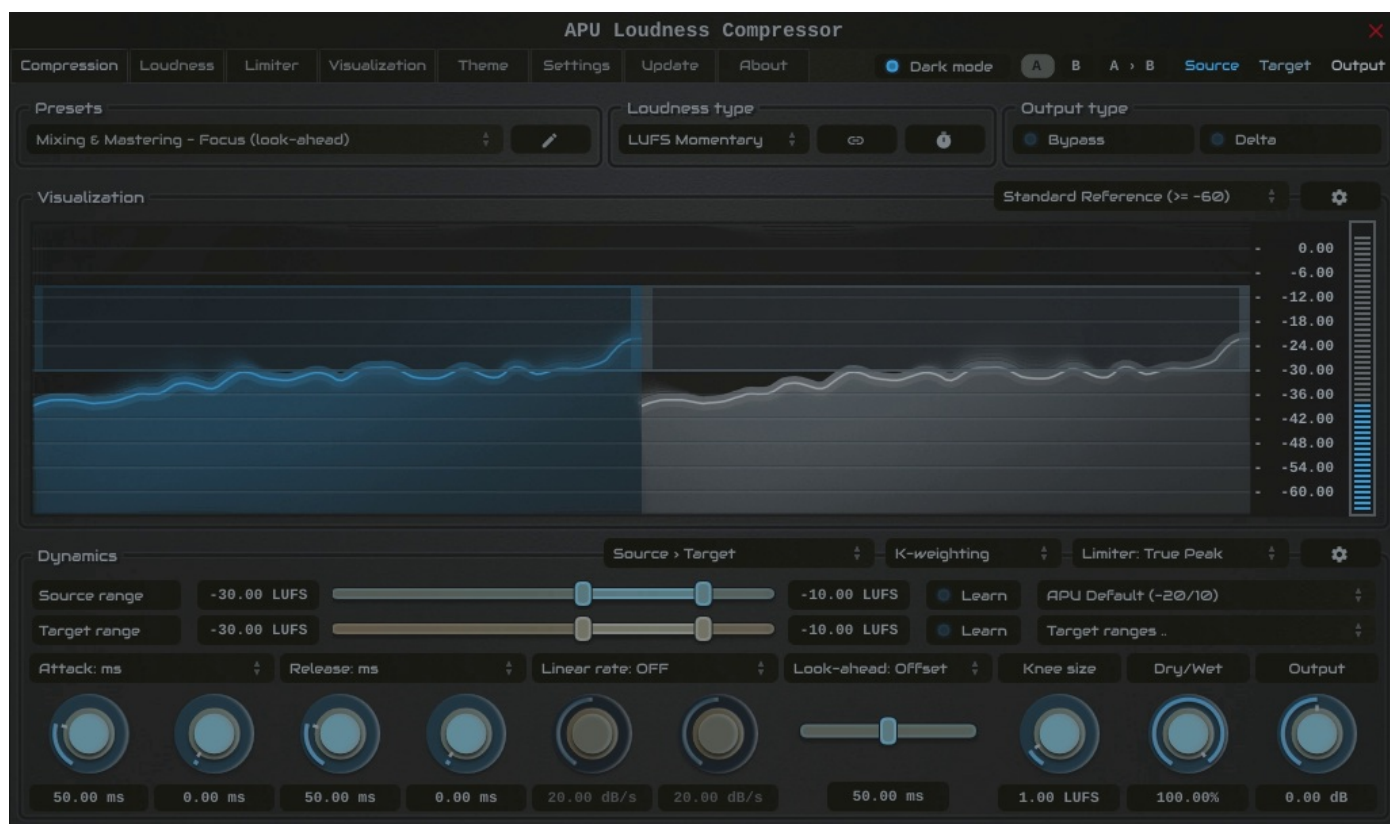 APU Loudness Compressor
Compression Loudness Limiter Visualization Theme Settings Update About Dark mode A B A › B Source Target Output
Presets Loudness type Output type
Mixing & Mastering - Focus (look-ahead) LUFS Momentary Bypass Delta
Visualization Standard Reference (>= -60)
- 0.00
- -6.00
- -12.00
- -18.00
- -24.00
- -30.00
- -36.00
- -42.00
- -48.00
- -54.00
- -60.00
Dynamics Source › Target K-weighting Limiter: True Peak
Source range -30.00 LUFS -10.00 LUFS Learn APU Default (-20/10)
Target range -30.00 LUFS -10.00 LUFS Learn Target ranges ..
Attack: ms Release: ms Linear rate: OFF Look-ahead: Offset Knee size Dry/Wet Output
50.00 ms 0.00 ms 50.00 ms 0.00 ms 20.00 dB/s 20.00 dB/s 50.00 ms 1.00 LUFS 100.00% 0.00 dB